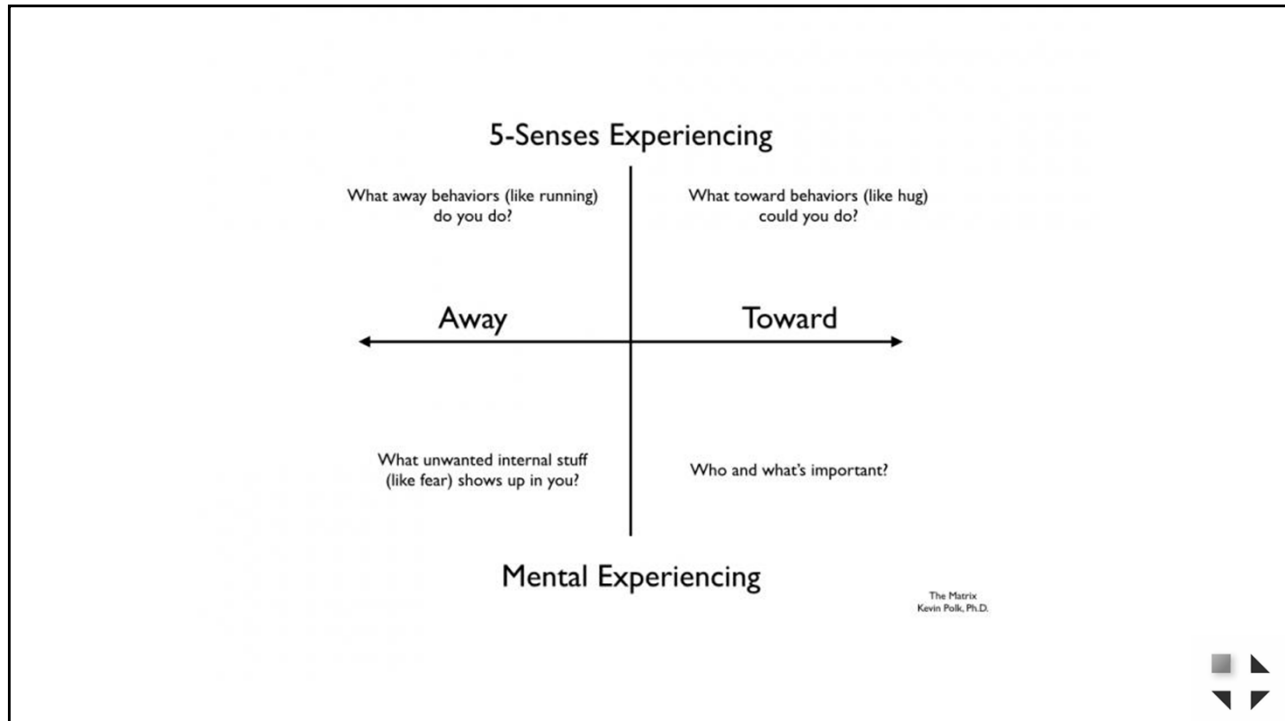 5-Senses Experiencing
What away behaviors (like running)
do you do?
What toward behaviors (like hug)
could you do?
Away
Toward
What unwanted internal stuff
(like fear) shows up in you?
Who and what's important?
Mental Experiencing
The Matrix
Kevin Polk, Ph.D.